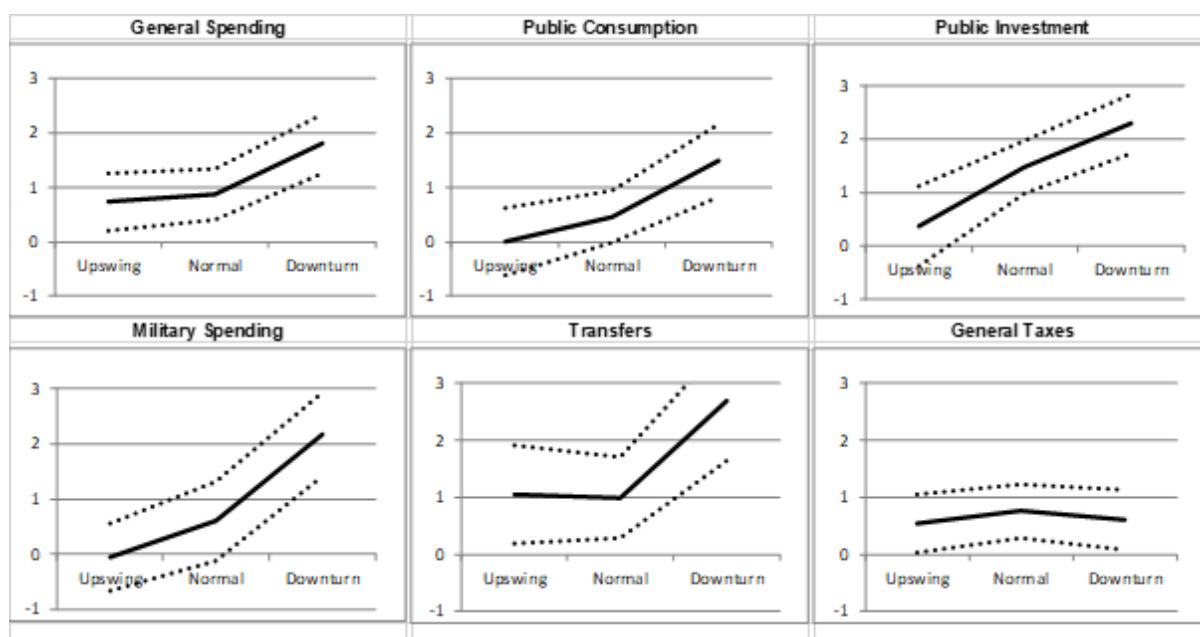 General Spending Public Consumption Public Investment
3 3 3
2 2 2
1 1 1
0 0 0
Upswing Normal Downturn Upswing Normal Downturn Upswing Normal Downturn
-1 -1 -1
Military Spending Transfers General Taxes
3 3 3
2 2 2
1 1 1
0 0 0
Upswing Normal Downturn Upswing Normal Downturn Upswing Normal Downturn
-1 -1 -1